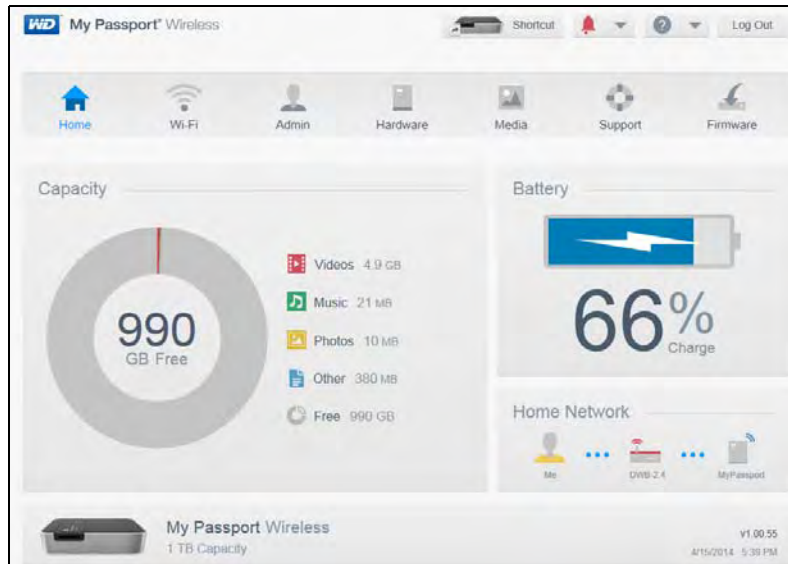 WD My Passport® Wireless
Shortcut
?
Log Out
Home
Wi-Fi
Admin
Hardware
Media
Support
Firmware
Capacity
990
GB Free
Videos 4.9 GB
Music 21 MB
Photos 10 MB
Other 380 MB
Free 990 GB
Battery
66%
Charge
Home Network
Me
DWB-2.4
MyPassport
My Passport Wireless
1 TB Capacity
v1.00.55
4/15/2014 5:39 PM